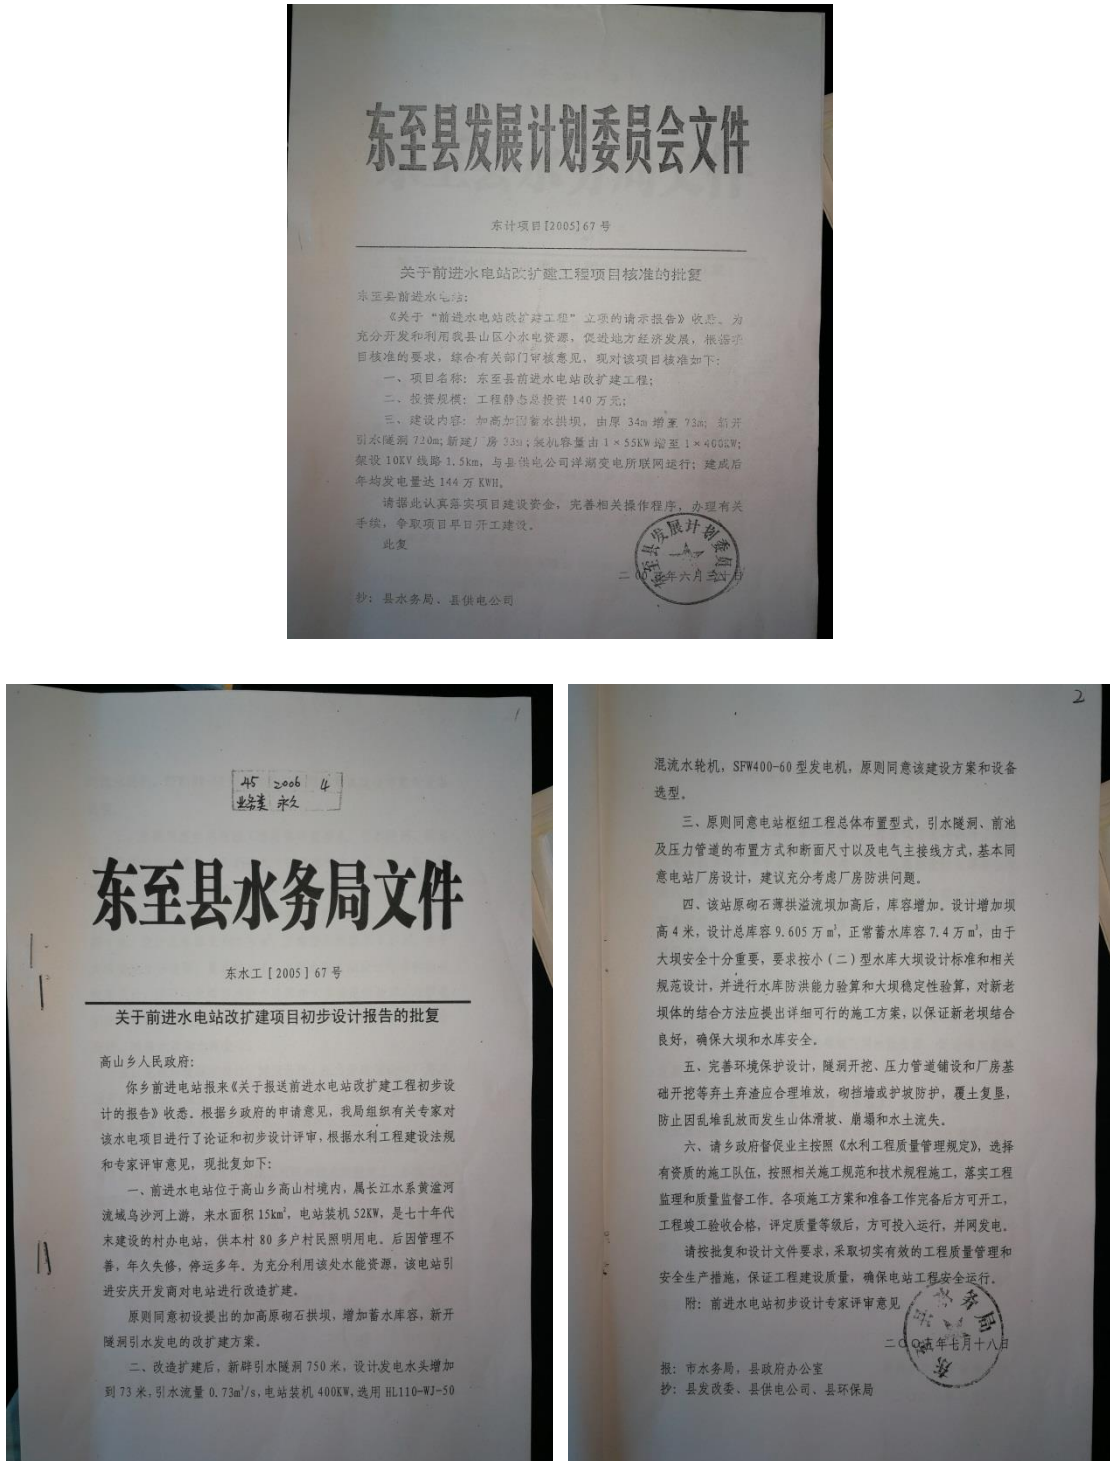 东至县发展计划委员会文件
东计项目[2005]67号
关于前进水电站改扩建工程项目核准的批复
东至县前进水电站：
《关于“前进水电站改扩建工程”立项的请示报告》收悉。为
充分开发和利用我县山区小水电资源，促进地方经济发展，根据项
目核准的要求，综合有关部门审核意见，现对该项目核准如下：
一、项目名称：东至县前进水电站改扩建工程；
二、投资规模：工程静态总投资140万元；
三、建设内容：加高加固蓄水拱坝，由原34m增至73m；新开
引水隧洞720m；新建厂房33㎡；装机容量由1×55KW增至1×400KW；
架设10KV线路1.5km，与县供电公司洋湖变电所联网运行；建成后
年均发电量达144万KWH。
请据此认真落实项目建设资金，完善相关操作程序，办理有关
手续，争取项目早日开工建设。
此复
东至县发展计划委员会
二〇〇五年六月三十日
抄：县水务局、县供电公司
1
45 2006 4
业务类 永久
东至县水务局文件
东水工［2005］67号
关于前进水电站改扩建项目初步设计报告的批复
高山乡人民政府：
你乡前进电站报来《关于报送前进水电站改扩建工程初步设
计的报告》收悉。根据乡政府的申请意见，我局组织有关专家对
该水电项目进行了论证和初步设计评审，根据水利工程建设法规
和专家评审意见，现批复如下：
一、前进水电站位于高山乡高山村境内，属长江水系黄湓河
流域乌沙河上游，来水面积15km²，电站装机52KW，是七十年代
末建设的村办电站，供本村80多户村民照明用电。后因管理不
善，年久失修，停运多年。为充分利用该处水能资源，该电站引
进安庆开发商对电站进行改造扩建。
原则同意初设提出的加高原砌石拱坝，增加蓄水库容，新开
隧洞引水发电的改扩建方案。
二、改造扩建后，新辟引水隧洞750米，设计发电水头增加
到73米，引水流量0.73m³/s，电站装机400KW，选用HL110-WJ-50
2
混流水轮机，SFW400-60型发电机，原则同意该建设方案和设备
选型。
三、原则同意电站枢纽工程总体布置型式，引水隧洞、前池
及压力管道的布置方式和断面尺寸以及电气主接线方式，基本同
意电站厂房设计，建议充分考虑厂房防洪问题。
四、该站原砌石薄拱溢流坝加高后，库容增加。设计增加坝
高4米，设计总库容9.605万m³，正常蓄水库容7.4万m³，由于
大坝安全十分重要，要求按小（二）型水库大坝设计标准和相关
规范设计，并进行水库防洪能力验算和大坝稳定性验算，对新老
坝体的结合方法应提出详细可行的施工方案，以保证新老坝结合
良好，确保大坝和水库安全。
五、完善环境保护设计，隧洞开挖、压力管道铺设和厂房基
础开挖等弃土弃渣应合理堆放，砌挡墙或护坡防护，覆土复垦，
防止因乱堆乱放而发生山体滑坡、崩塌和水土流失。
六、请乡政府督促业主按照《水利工程质量管理规定》，选择
有资质的施工队伍，按照相关施工规范和技术规程施工，落实工程
监理和质量监督工作。各项施工方案和准备工作完备后方可开工，
工程竣工验收合格，评定质量等级后，方可投入运行，并网发电。
请按批复和设计文件要求，采取切实有效的工程质量管理和
安全生产措施，保证工程建设质量，确保电站工程安全运行。
附：前进水电站初步设计专家评审意见
东至县水务局
二〇〇五年七月十八日
报：市水务局，县政府办公室
抄：县发改委、县供电公司、县环保局